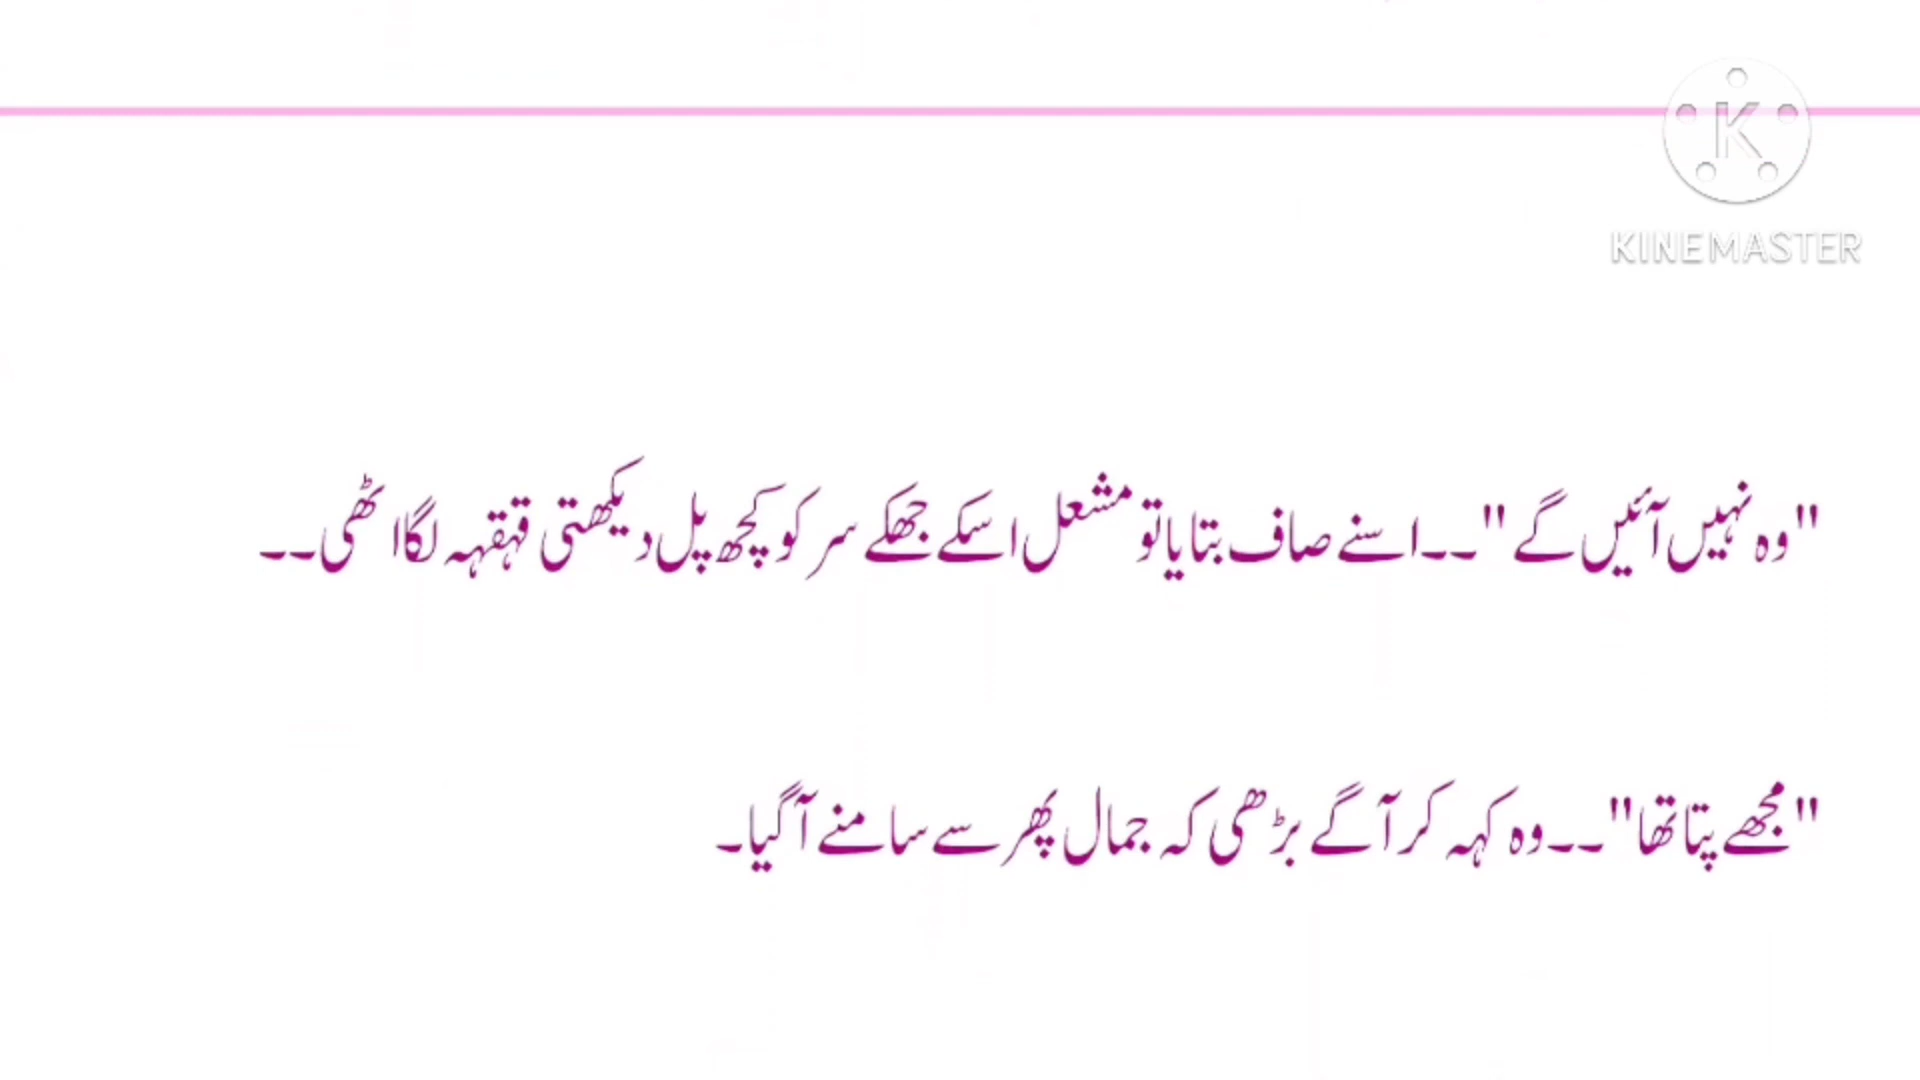 KINEMASTER
"وہ نہیں آئیں گے"۔۔اسنے صاف بتایا تو مشعل اسکے جھکے سر کو کچھ پل دیکھتی قہقہہ لگا اٹھی۔۔
"مجھے پتا تھا"۔۔وہ کہہ کر آگے بڑھی کہ جمال پھر سے سامنے آگیا۔